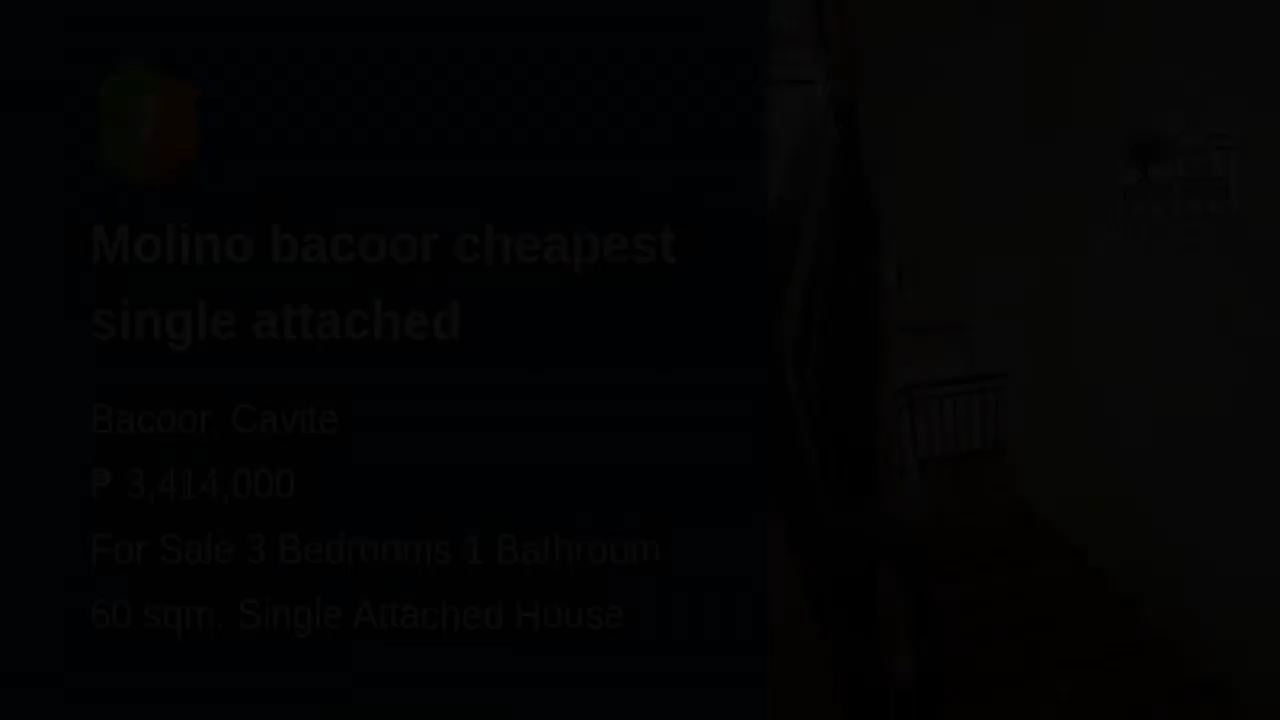 Molino bacoor cheapest
single attached
Bacoor, Cavite
₱ 3,414,000
For Sale 3 Bedrooms 1 Bathroom
60 sqm. Single Attached House